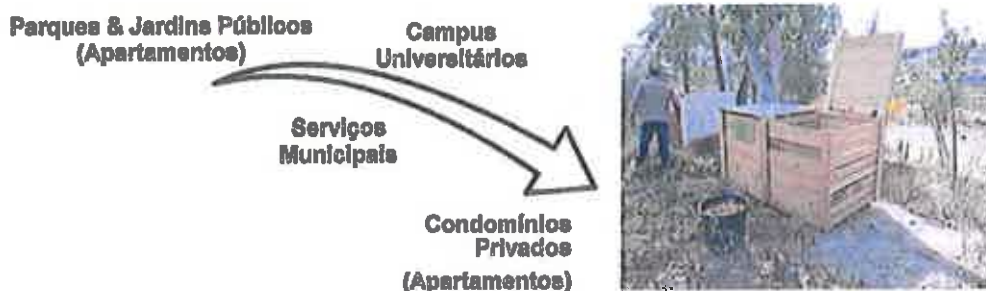 Parques & Jardins Públicos
(Apartamentos)
Campus
Universitários
Serviços
Municipais
Condomínios
Privados
(Apartamentos)